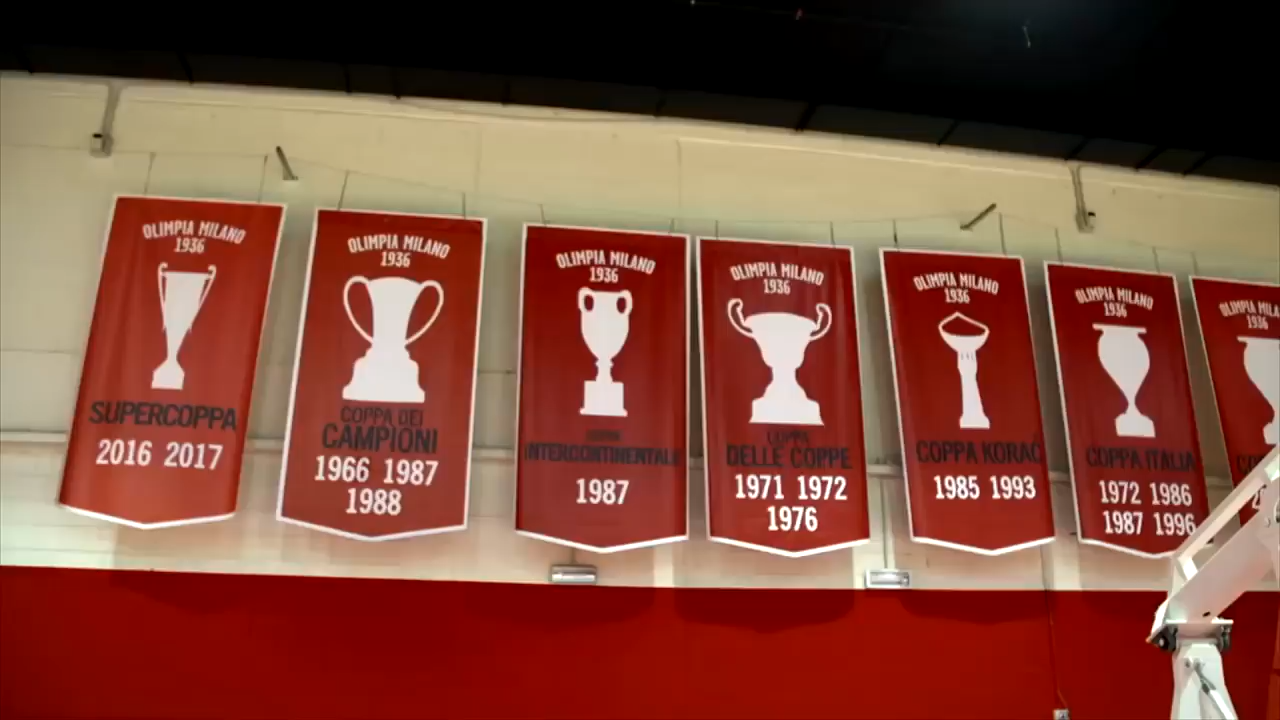 OLIMPIA MILANO
1936
SUPERCOPPA
2016 2017
OLIMPIA MILANO
1936
COPPA DEI
CAMPIONI
1966 1987
1988
OLIMPIA MILANO
1936
INTERCONTINENTALE
1987
OLIMPIA MILANO
1936
COPPA
DELLE COPPE
1971 1972
1976
OLIMPIA MILANO
1936
COPPA KORAC
1985 1993
OLIMPIA MILANO
1936
COPPA ITALIA
1972 1986
1987 1996
OLIMPIA MILA
1936